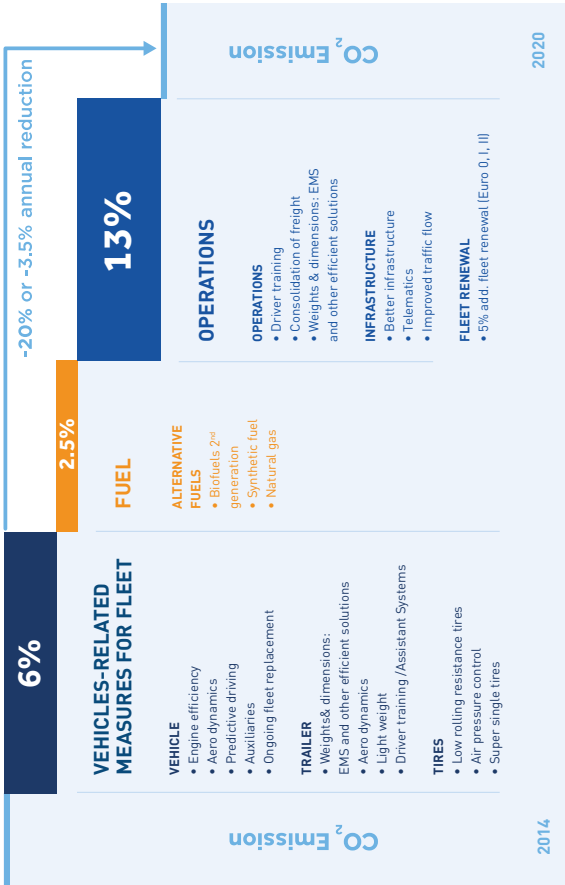 -20% or -3.5% annual reduction
6%
2.5%
13%
CO2 Emission
2014
VEHICLES-RELATED
MEASURES FOR FLEET
VEHICLE
• Engine efficiency
• Aero dynamics
• Predictive driving
• Auxiliaries
• Ongoing fleet replacement
TRAILER
• Weights& dimensions:
EMS and other efficient solutions
• Aero dynamics
• Light weight
• Driver training /Assistant Systems
TIRES
• Low rolling resistance tires
• Air pressure control
• Super single tires
FUEL
ALTERNATIVE
FUELS
• Biofuels 2nd
generation
• Synthetic fuel
• Natural gas
OPERATIONS
OPERATIONS
• Driver training
• Consolidation of freight
• Weights & dimensions: EMS
and other efficient solutions
INFRASTRUCTURE
• Better infrastructure
• Telematics
• Improved traffic flow
FLEET RENEWAL
• 5% add. fleet renewal (Euro 0, I, II)
CO2 Emission
2020